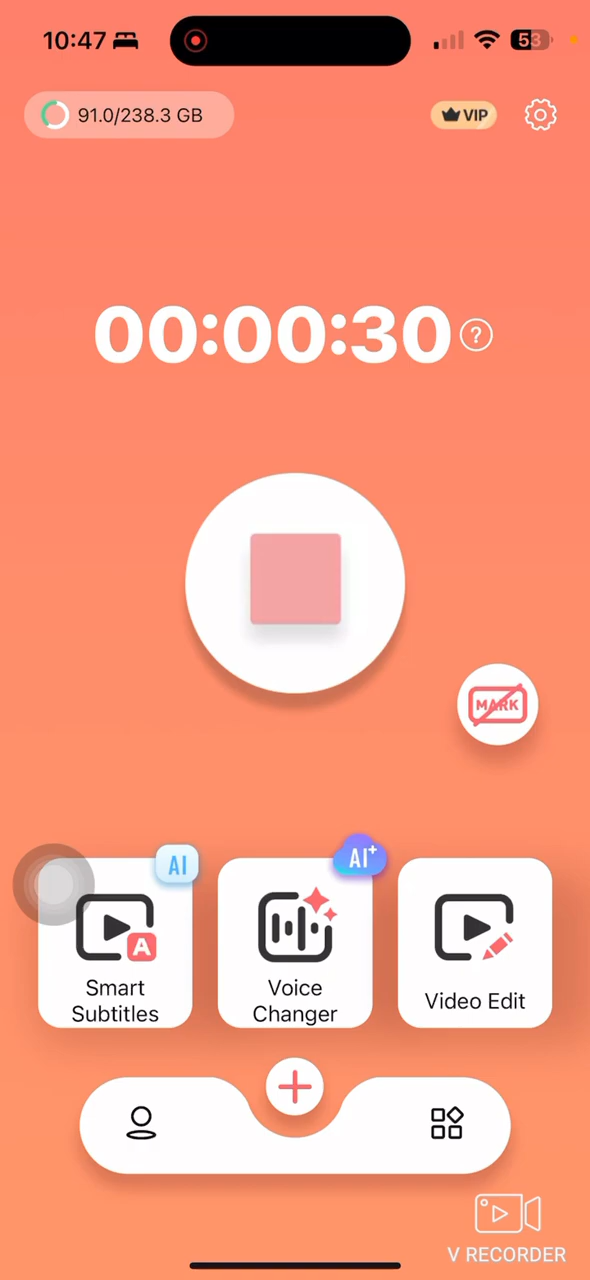 10:47
53
91.0/238.3 GB
VIP
00:00:30
?
MARK
AI
AI+
A
Smart
Subtitles
Voice
Changer
Video Edit
V RECORDER